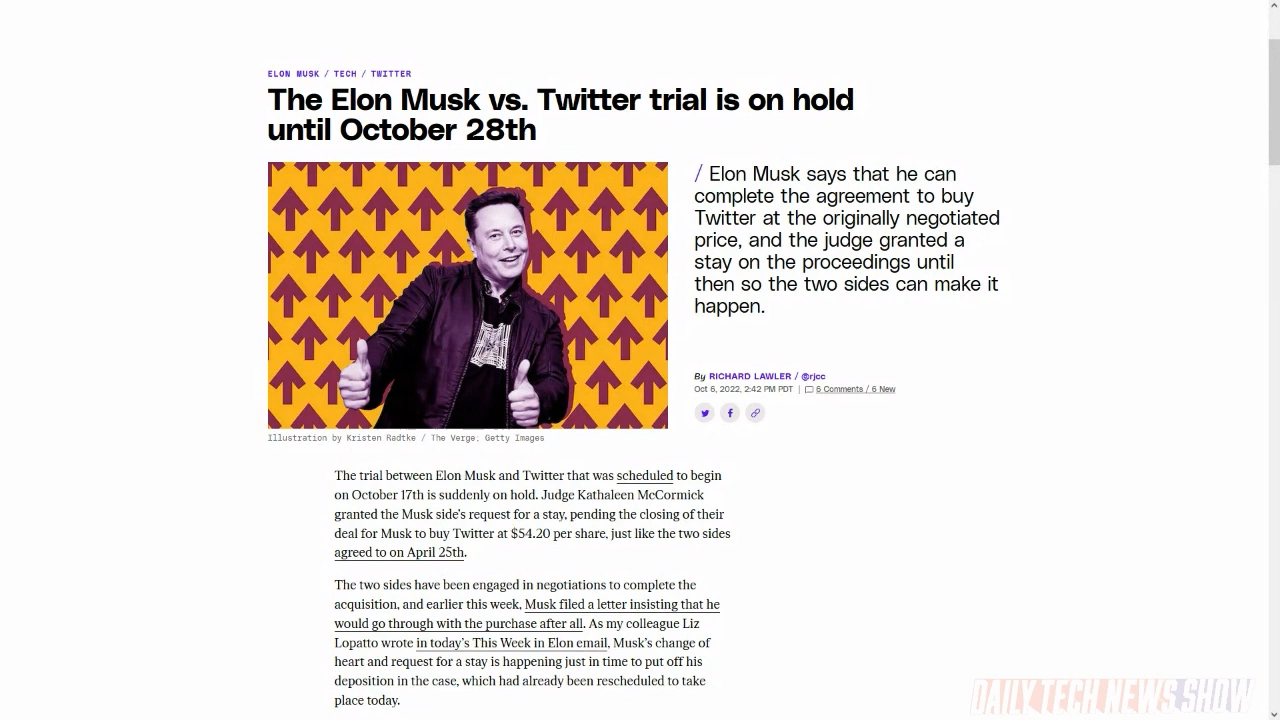 ELON MUSK / TECH / TWITTER
The Elon Musk vs. Twitter trial is on hold
until October 28th
/ Elon Musk says that he can
complete the agreement to buy
Twitter at the originally negotiated
price, and the judge granted a
stay on the proceedings until
then so the two sides can make it
happen.
By RICHARD LAWLER / @rjcc
Oct 6, 2022, 2:42 PM PDT | 6 Comments / 6 New
Illustration by Kristen Radtke / The Verge; Getty Images
The trial between Elon Musk and Twitter that was scheduled to begin
on October 17th is suddenly on hold. Judge Kathaleen McCormick
granted the Musk side's request for a stay, pending the closing of their
deal for Musk to buy Twitter at $54.20 per share, just like the two sides
agreed to on April 25th.
The two sides have been engaged in negotiations to complete the
acquisition, and earlier this week, Musk filed a letter insisting that he
would go through with the purchase after all. As my colleague Liz
Lopatto wrote in today's This Week in Elon email, Musk's change of
heart and request for a stay is happening just in time to put off his
deposition in the case, which had already been rescheduled to take
place today.
DAILY TECH NEWS SHOW